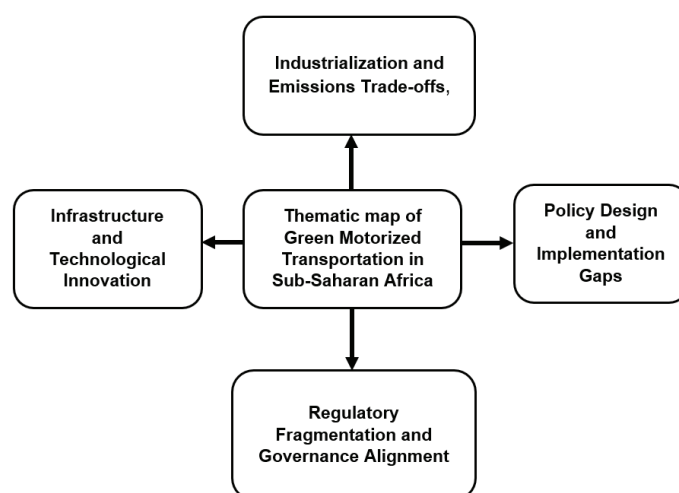 Industrialization and
Emissions Trade-offs,
Infrastructure
and
Technological
Innovation
Thematic map of
Green Motorized
Transportation in
Sub-Saharan Africa
Policy Design
and
Implementation
Gaps
Regulatory
Fragmentation and
Governance Alignment